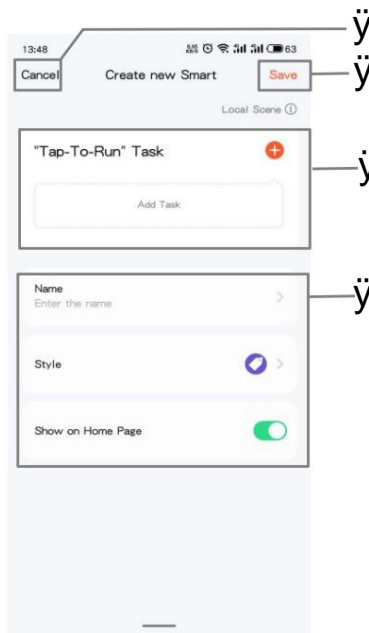 ÿ
13:48 63
ÿ
Cancel Create new Smart Save
Local Scene ⓘ
"Tap-To-Run" Task
ÿ
Add Task
Name
ÿ
Enter the name
Style
Show on Home Page